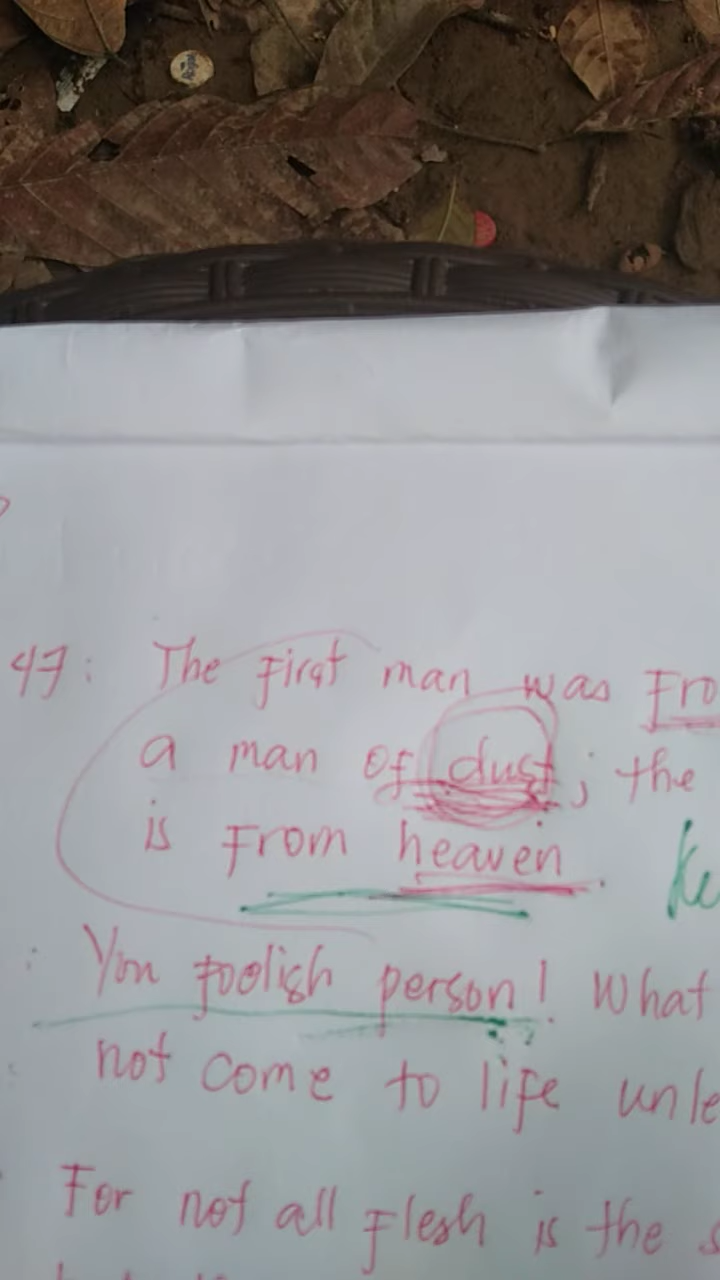 47: The first man was Fro
a man of dust; the
is from heaven.
Ke
: You foolish person! What
not come to life unle
For not all flesh is the s